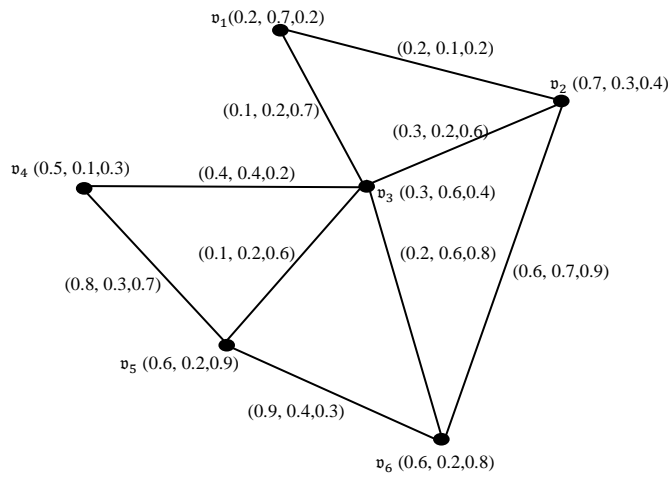 𝔳₁(0.2, 0.7,0.2)
(0.2, 0.1,0.2)
𝔳₂ (0.7, 0.3,0.4)
(0.1, 0.2,0.7)
(0.3, 0.2,0.6)
𝔳₄ (0.5, 0.1,0.3)
(0.4, 0.4,0.2)
𝔳₃ (0.3, 0.6,0.4)
(0.1, 0.2,0.6)
(0.2, 0.6,0.8)
(0.6, 0.7,0.9)
(0.8, 0.3,0.7)
𝔳₅ (0.6, 0.2,0.9)
(0.9, 0.4,0.3)
𝔳₆ (0.6, 0.2,0.8)